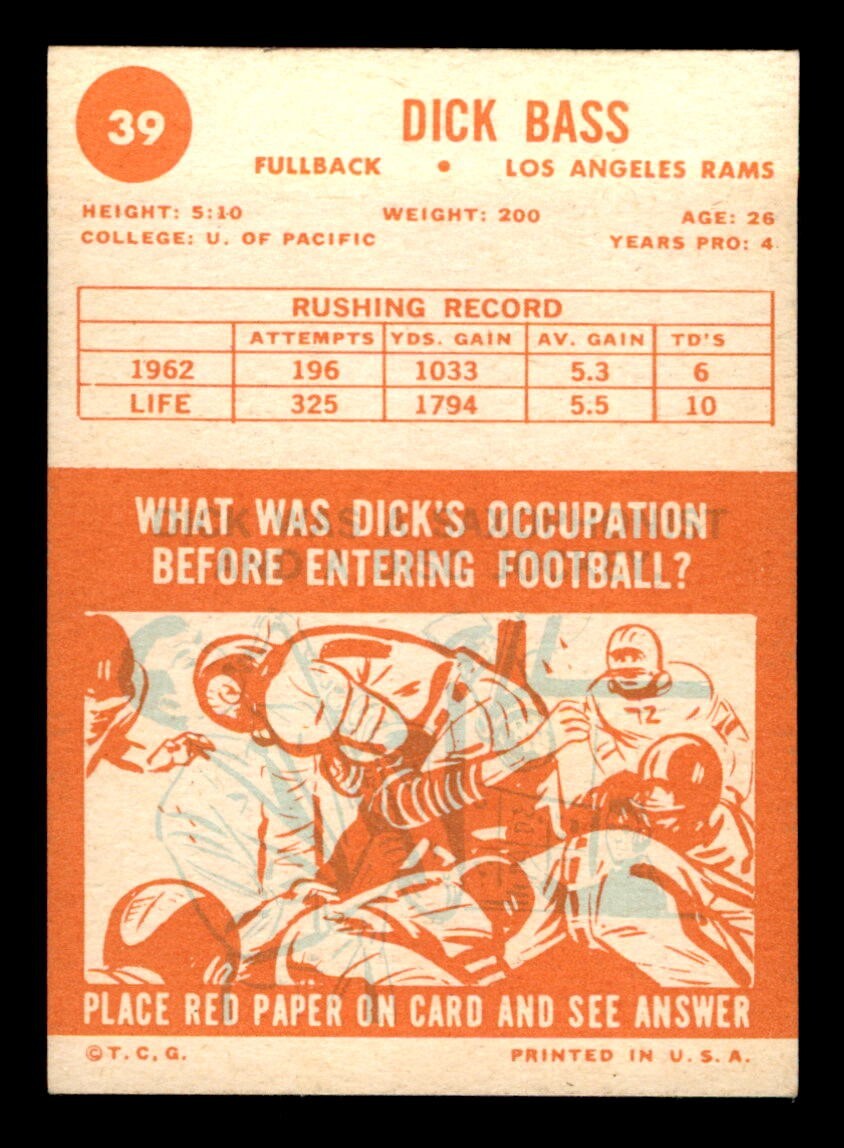 39
DICK BASS
FULLBACK • LOS ANGELES RAMS
HEIGHT: 5:10 WEIGHT: 200 AGE: 26
COLLEGE: U. OF PACIFIC YEARS PRO: 4
RUSHING RECORD
ATTEMPTS YDS. GAIN AV. GAIN TD'S
1962 196 1033 5.3 6
LIFE 325 1794 5.5 10
WHAT WAS DICK'S OCCUPATION
BEFORE ENTERING FOOTBALL?
72
PLACE RED PAPER ON CARD AND SEE ANSWER
©T.C.G. PRINTED IN U.S.A.